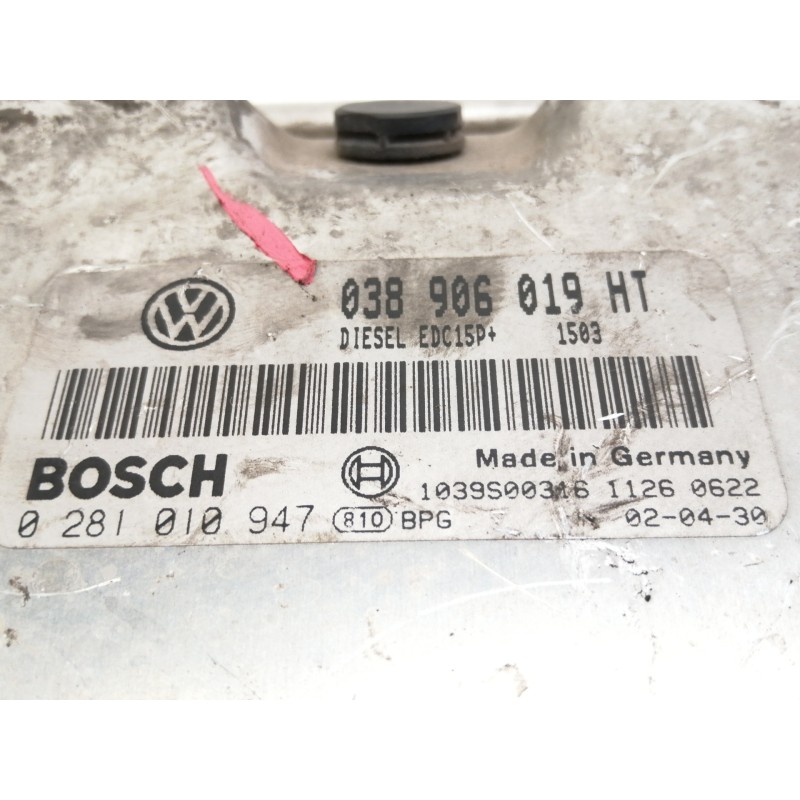 038 906 019 HT
DIESEL EDC15P+ 1503
BOSCH
Made in Germany
1039S00316 1126 0622
0 281 010 947 810 BPG 02-04-30